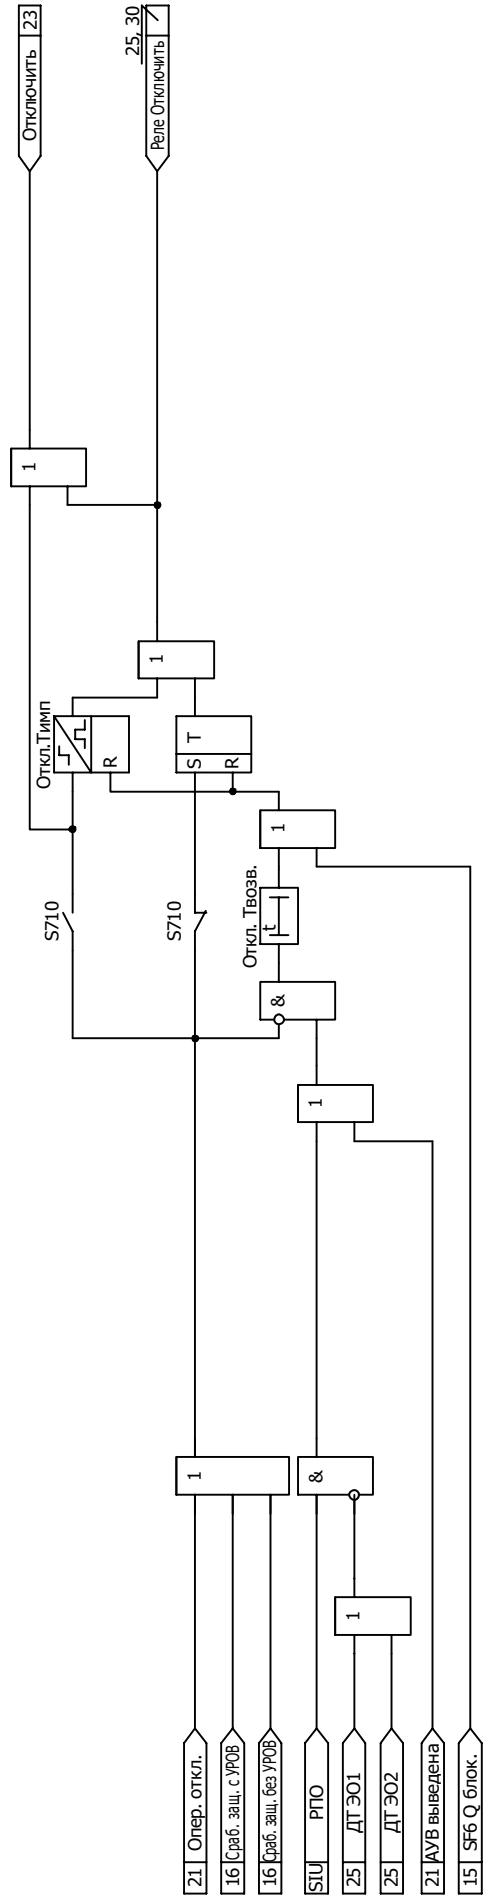 21 Опер. откл.
16 Сраб. защ. с УРОВ
16 Сраб. защ. без УРОВ
SIU РПО
25 ДТ ЭО1
25 ДТ ЭО2
21 АУВ выведена
15 SF6 Q блок.
1
&
1
1
&
Откл. Твозв.
t
1
S710
S710
Откл.Тимп
R
S T
R
1
1
Отключить 23
Реле Отключить
25, 30